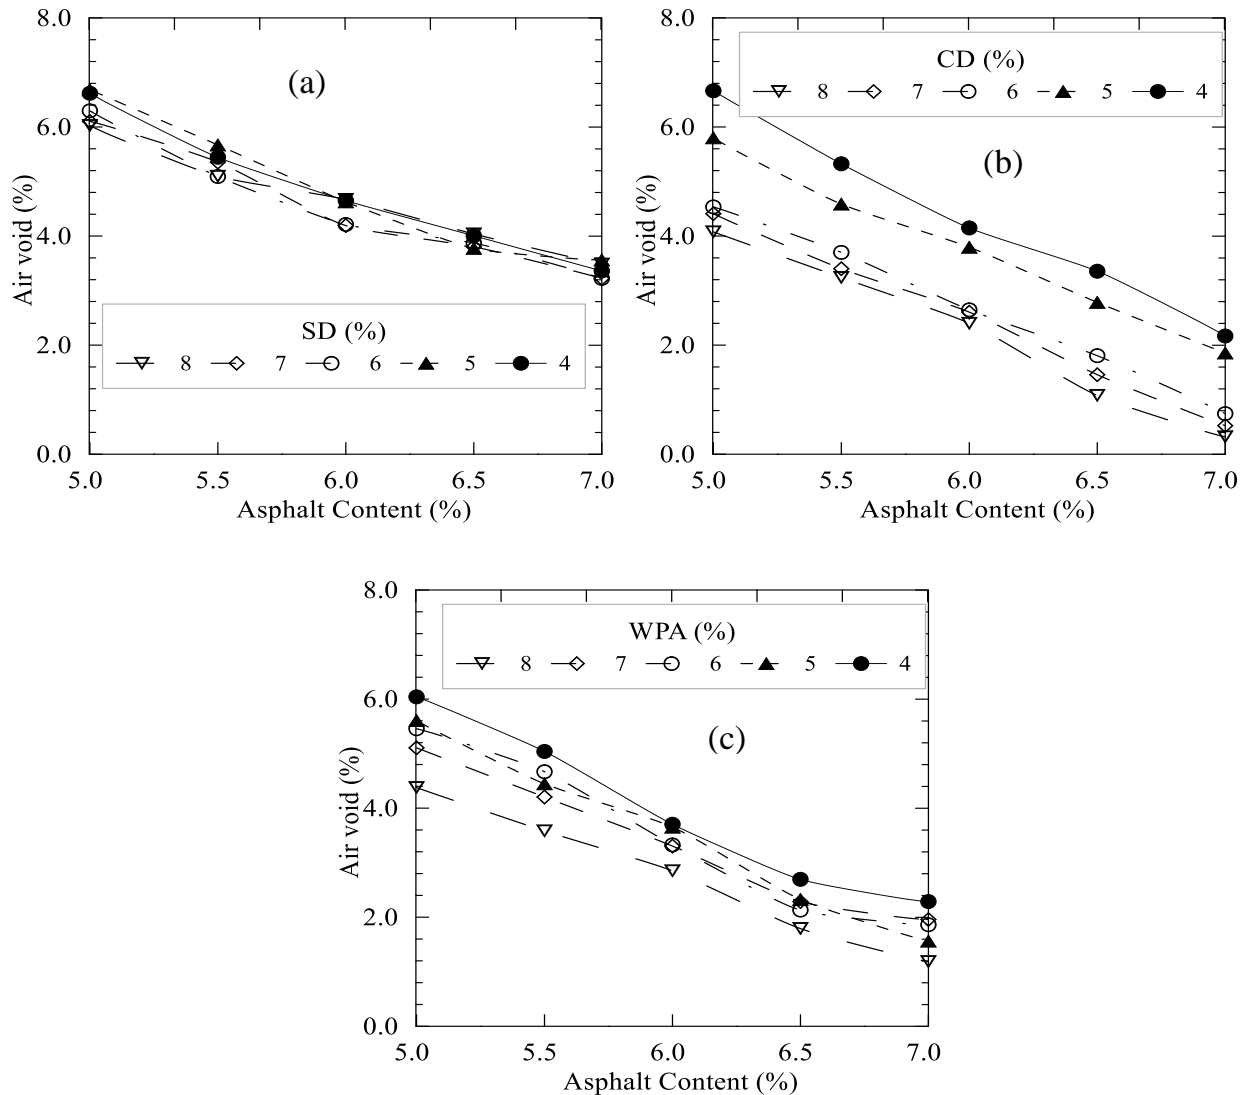 8.0
(a)
6.0
4.0
2.0
0.0
Air void (%)
SD (%)
8 7 6 5 4
5.0 5.5 6.0 6.5 7.0
Asphalt Content (%)
8.0
CD (%)
8 7 6 5 4
6.0
(b)
4.0
2.0
0.0
Air void (%)
5.0 5.5 6.0 6.5 7.0
Asphalt Content (%)
8.0
WPA (%)
8 7 6 5 4
6.0
(c)
4.0
2.0
0.0
Air void (%)
5.0 5.5 6.0 6.5 7.0
Asphalt Content (%)